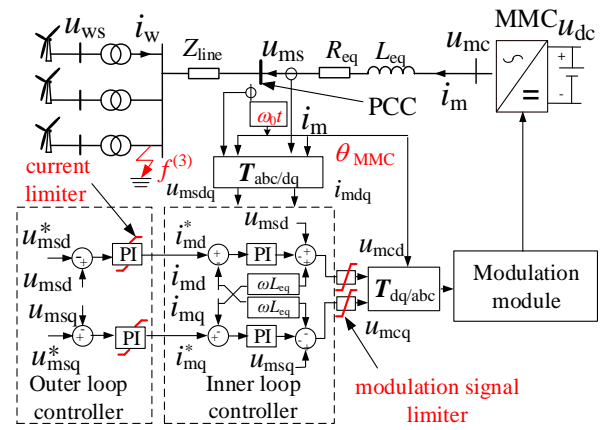 u_ws
i_w
Z_line
u_ms
R_eq
L_eq
u_mc
MMC
u_dc
+
-
=
i_m
PCC
ω₀t
i_m
θ_MMC
f^(3)
T_abc/dq
u_msdq
i_mdq
current
limiter
u*_msd
u_msd
PI
i*_md
i_md
PI
u_msd
ωL_eq
ωL_eq
u_mcd
T_dq/abc
Modulation
module
u_msq
u*_msq
PI
i_mq
i*_mq
PI
u_msq
u_mcq
Outer loop
controller
Inner loop
controller
modulation signal
limiter